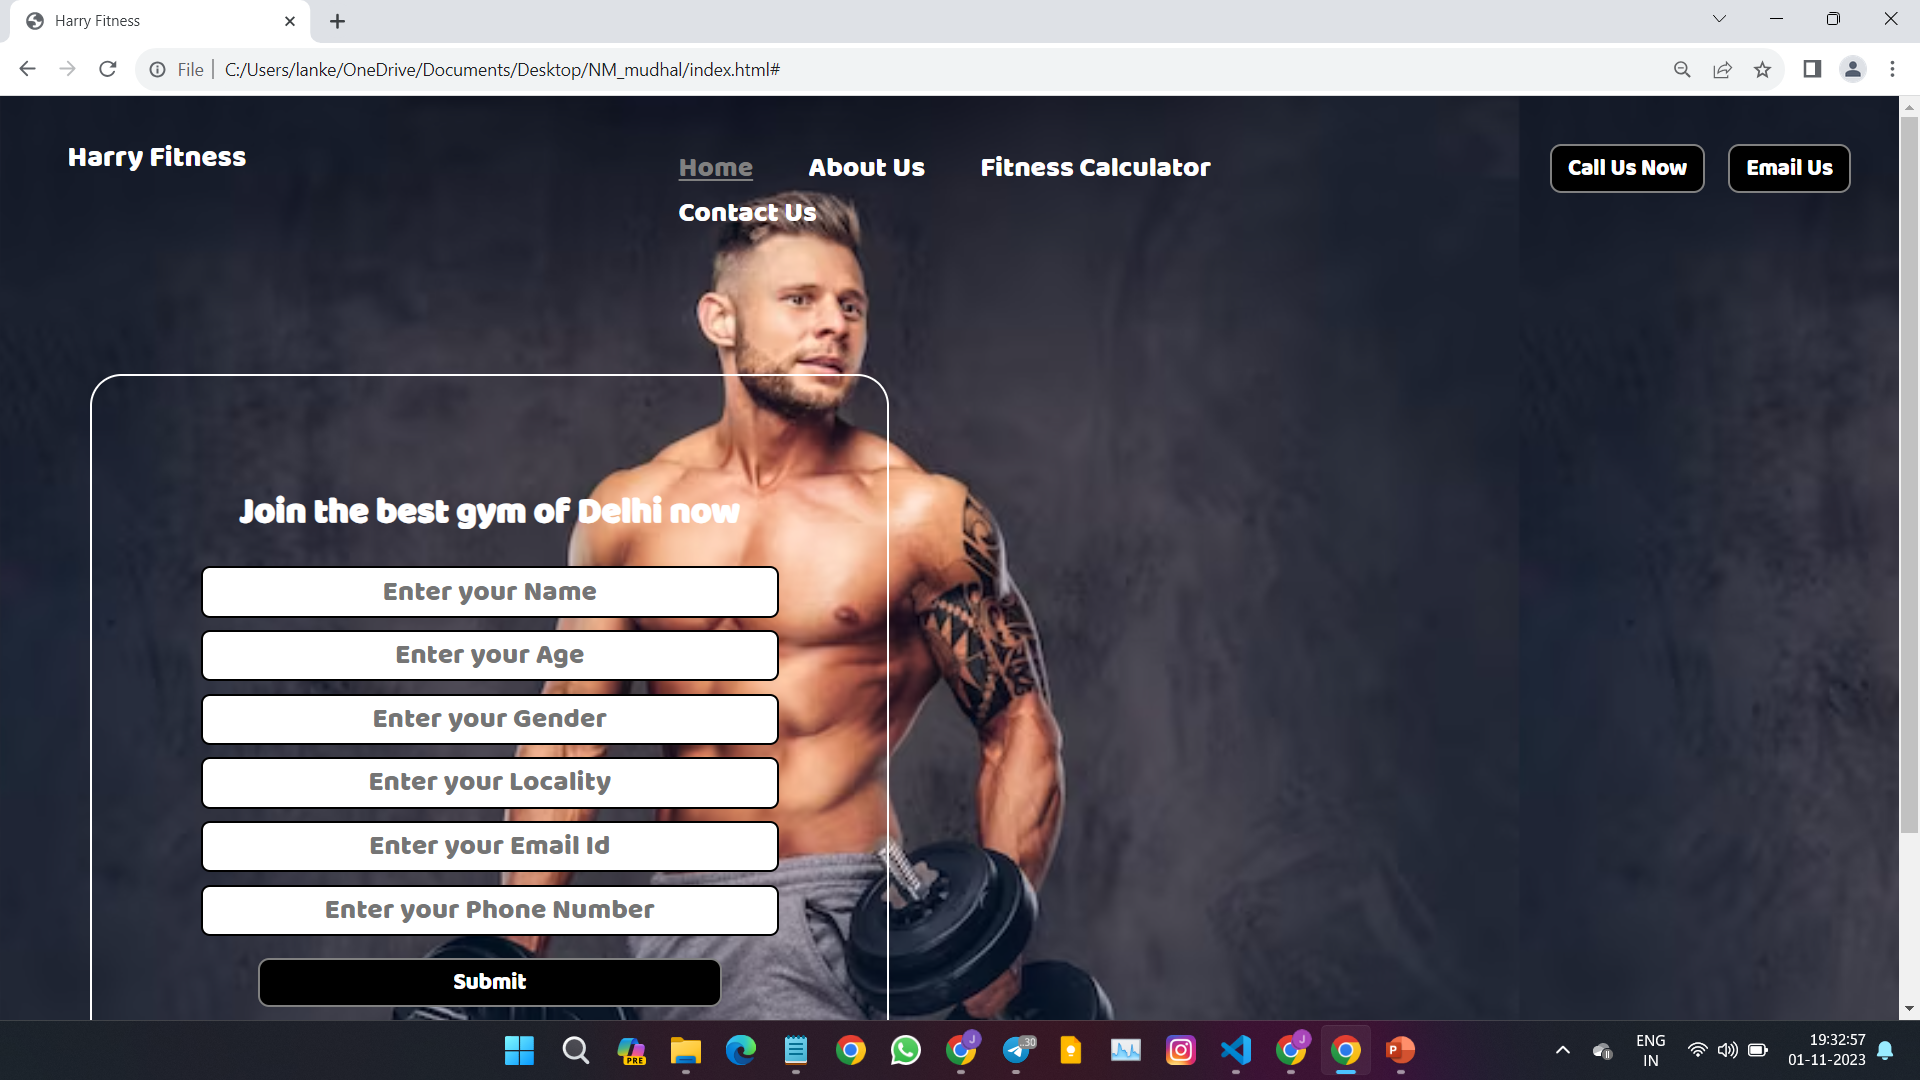 Harry Fitness
File
C:/Users/lanke/OneDrive/Documents/Desktop/NM_mudhal/index.html#
Harry Fitness
Home About Us Fitness Calculator
Contact Us
Call Us Now
Email Us
Join the best gym of Delhi now
Enter your Name
Enter your Age
Enter your Gender
Enter your Locality
Enter your Email Id
Enter your Phone Number
Submit
PRE
J
.30
J
P
ENG
IN
19:32:57
01-11-2023